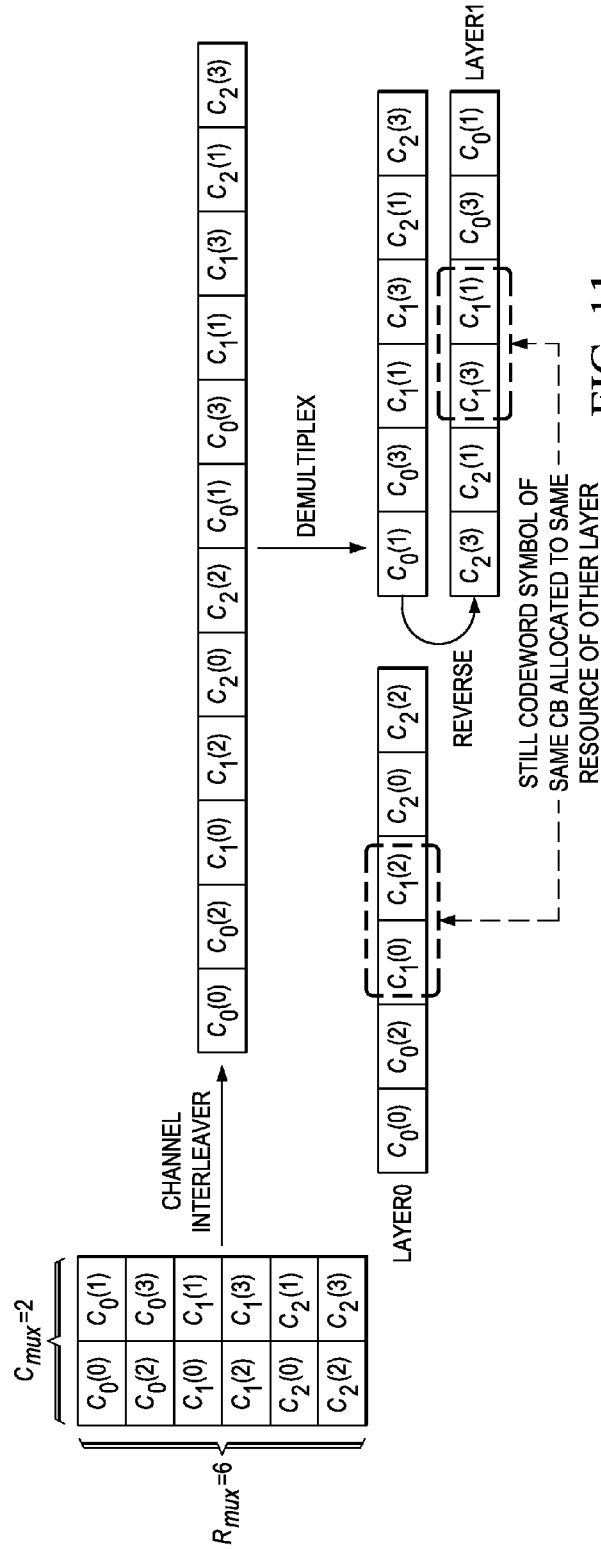 C_mux=2
R_mux=6
C0(0) C0(1)
C0(2) C0(3)
C1(0) C1(1)
C1(2) C1(3)
C2(0) C2(1)
C2(2) C2(3)
CHANNEL
INTERLEAVER
C0(0) C0(2) C1(0) C1(2) C2(0) C2(2) C0(1) C0(3) C1(1) C1(3) C2(1) C2(3)
DEMULTIPLEX
LAYER0
C0(0) C0(2) C1(0) C1(2) C2(0) C2(2)
C0(1) C0(3) C1(1) C1(3) C2(1) C2(3)
REVERSE
C2(3) C2(1) C1(3) C1(1) C0(3) C0(1)
LAYER1
STILL CODEWORD SYMBOL OF
SAME CB ALLOCATED TO SAME
RESOURCE OF OTHER LAYER
FIG. 11